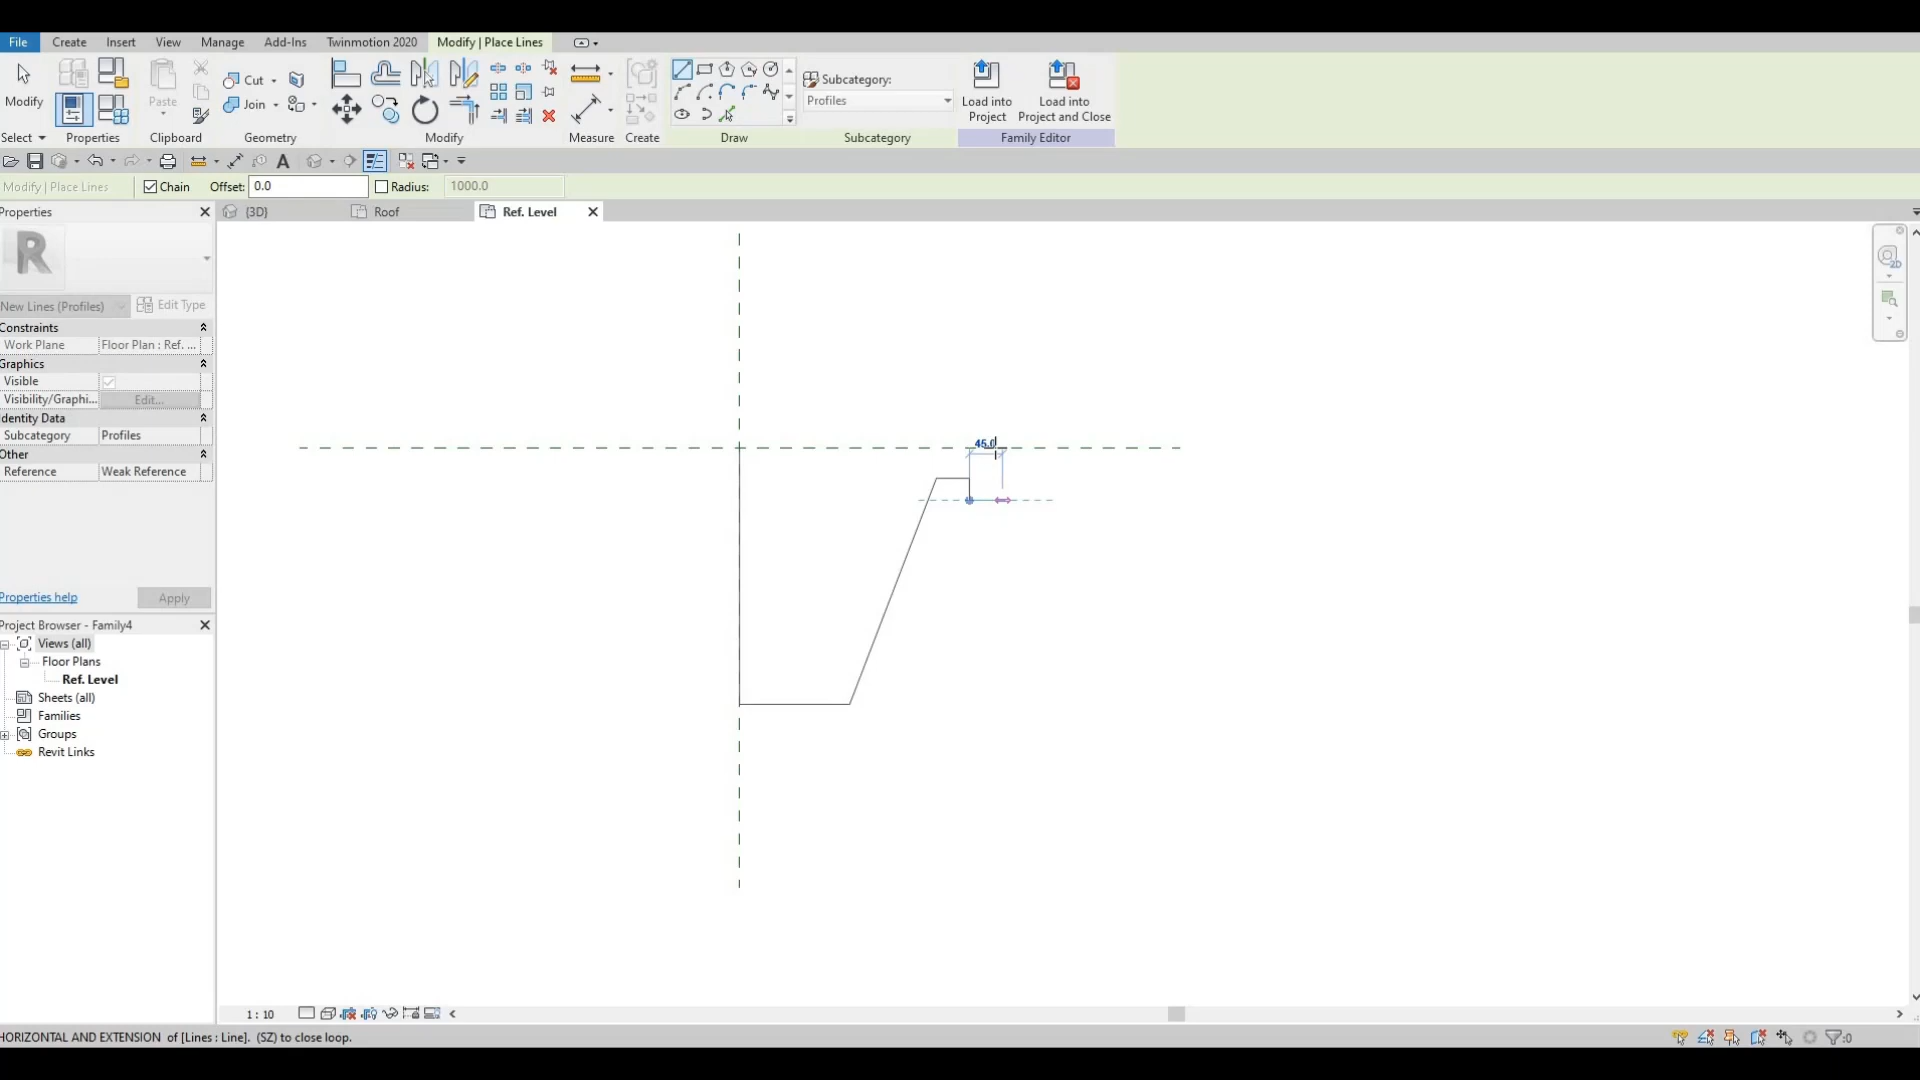 File Create Insert View Manage Add-Ins Twinmotion 2020 Modify | Place Lines
Modify Paste Cut Join Subcategory: Profiles Load into Project Load into Project and Close
Select Properties Clipboard Geometry Modify Measure Create Draw Subcategory Family Editor
A
Modify | Place Lines Chain Offset: 0.0 Radius: 1000.0
Properties (3D) Roof Ref. Level
R
New Lines (Profiles) Edit Type
Constraints
Work Plane Floor Plan : Ref. ...
Graphics
Visible
Visibility/Graphi... Edit...
Identity Data
Subcategory Profiles
Other
Reference Weak Reference
45.0
Properties help Apply
Project Browser - Family4
Views (all)
Floor Plans
Ref. Level
Sheets (all)
Families
Groups
Revit Links
1 : 10
HORIZONTAL AND EXTENSION of [Lines : Line]. (SZ) to close loop.
:0